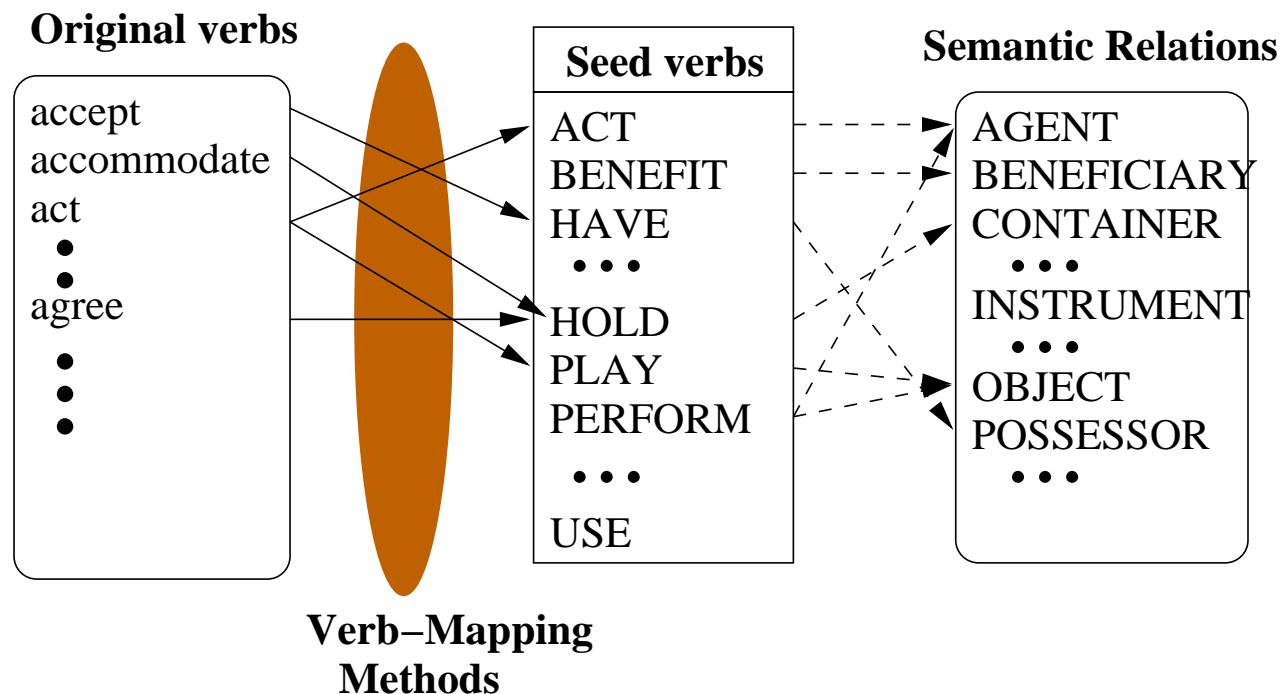 Original verbs
accept
accommodate
act
agree
Verb−Mapping
Methods
Seed verbs
ACT
BENEFIT
HAVE
HOLD
PLAY
PERFORM
USE
Semantic Relations
AGENT
BENEFICIARY
CONTAINER
INSTRUMENT
OBJECT
POSSESSOR